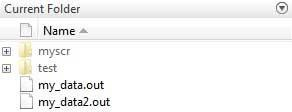 Current Folder
Name
myscr
test
my_data.out
my_data2.out